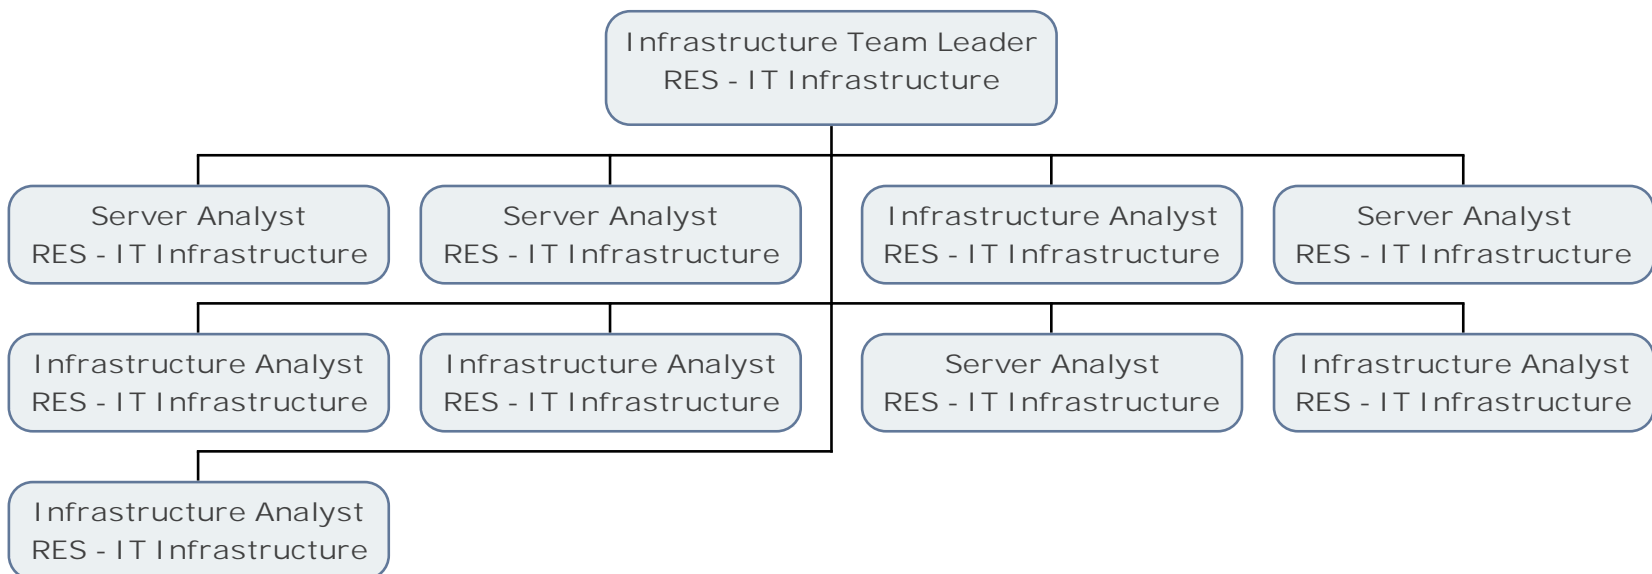 Infrastructure Team Leader
RES - IT Infrastructure
Server Analyst
RES - IT Infrastructure
Server Analyst
RES - IT Infrastructure
Infrastructure Analyst
RES - IT Infrastructure
Server Analyst
RES - IT Infrastructure
Infrastructure Analyst
RES - IT Infrastructure
Infrastructure Analyst
RES - IT Infrastructure
Server Analyst
RES - IT Infrastructure
Infrastructure Analyst
RES - IT Infrastructure
Infrastructure Analyst
RES - IT Infrastructure